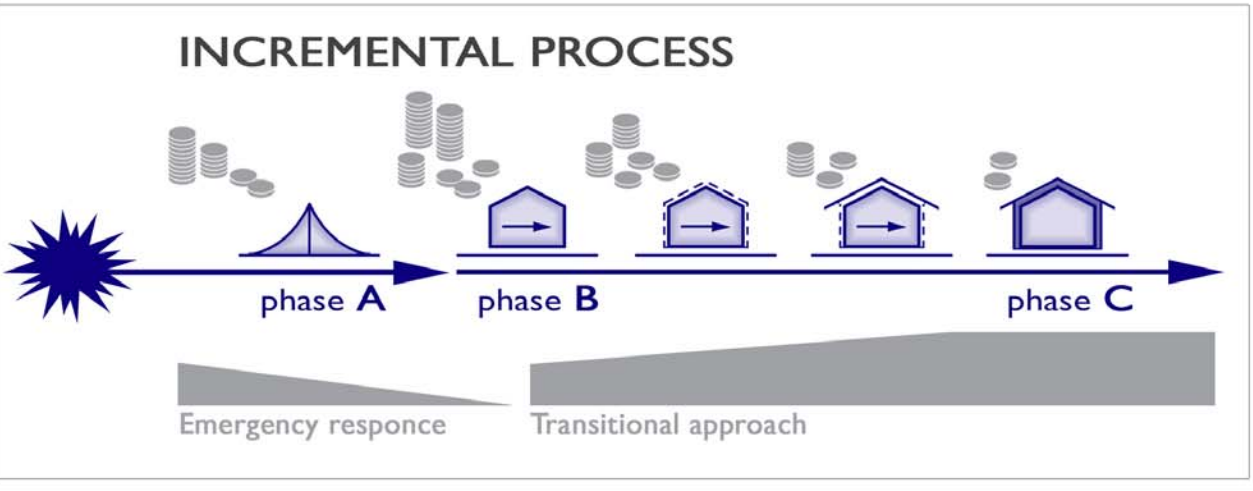 INCREMENTAL PROCESS
phase A
phase B
phase C
Emergency responce
Transitional approach